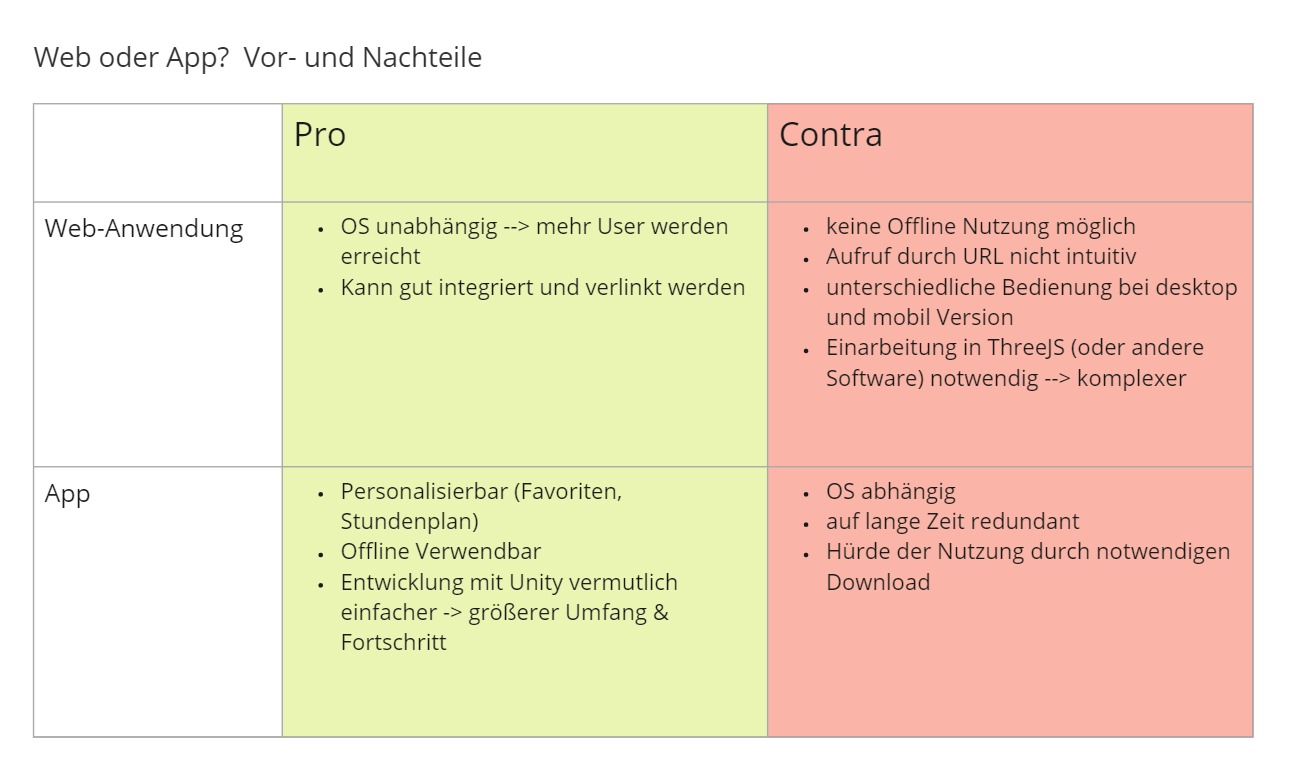 Web oder App?  Vor- und Nachteile
Pro
Contra
Web-Anwendung
• OS unabhängig --> mehr User werden
erreicht
• Kann gut integriert und verlinkt werden
• keine Offline Nutzung möglich
• Aufruf durch URL nicht intuitiv
• unterschiedliche Bedienung bei desktop
und mobil Version
• Einarbeitung in ThreeJS (oder andere
Software) notwendig --> komplexer
App
• Personalisierbar (Favoriten,
Stundenplan)
• Offline Verwendbar
• Entwicklung mit Unity vermutlich
einfacher -> größerer Umfang &
Fortschritt
• OS abhängig
• auf lange Zeit redundant
• Hürde der Nutzung durch notwendigen
Download